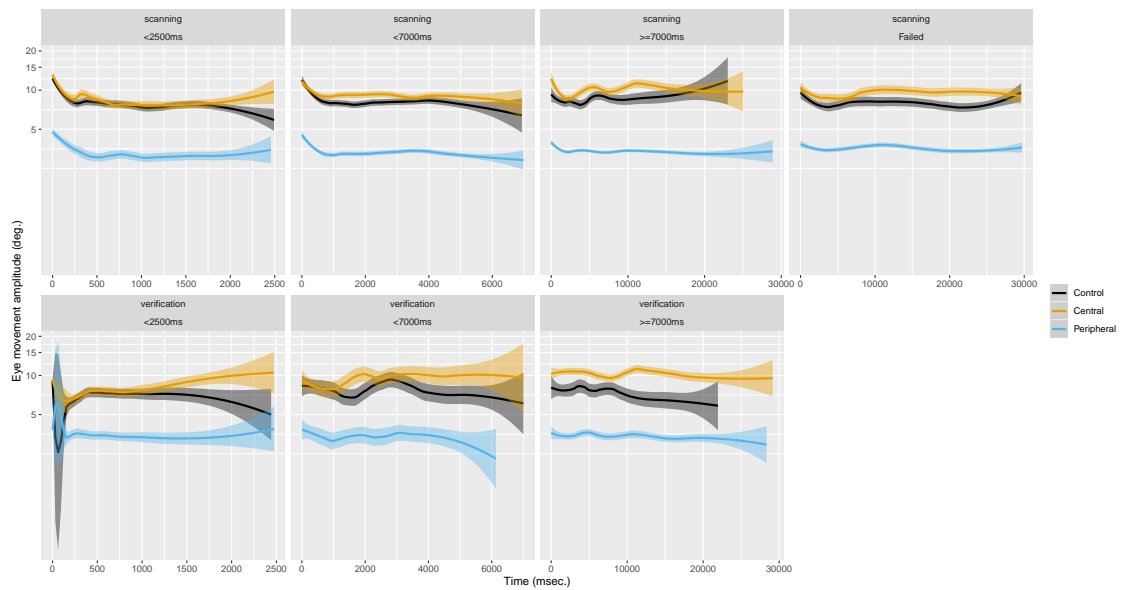 scanning
<2500ms
scanning
<7000ms
scanning
>=7000ms
scanning
Failed
20
15
10
5
0 500 1000 1500 2000 2500
0 2000 4000 6000
0 10000 20000 30000
0 10000 20000 30000
verification
<2500ms
verification
<7000ms
verification
>=7000ms
20
15
10
5
0 500 1000 1500 2000 2500
0 2000 4000 6000
0 10000 20000 30000
Eye movement amplitude (deg.)
Time (msec.)
Control
Central
Peripheral